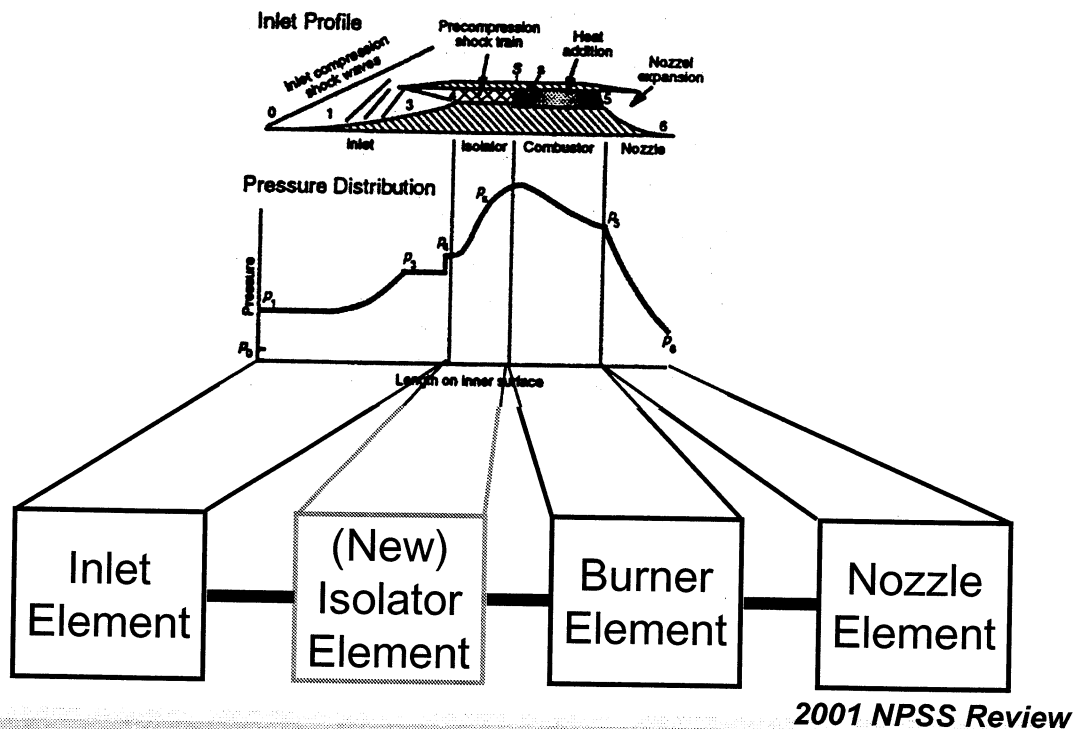 Inlet Profile
Inlet compression
shock waves
Precompression
shock train
Heat
addition
Nozzel
expansion
0
1
3
4
S
s
5
6
Inlet
Isolator
Combustor
Nozzle
Pressure Distribution
Pressure
P1
P3
P5
P6
P0
Length on inner surface
Inlet
Element
(New)
Isolator
Element
Burner
Element
Nozzle
Element
2001 NPSS Review